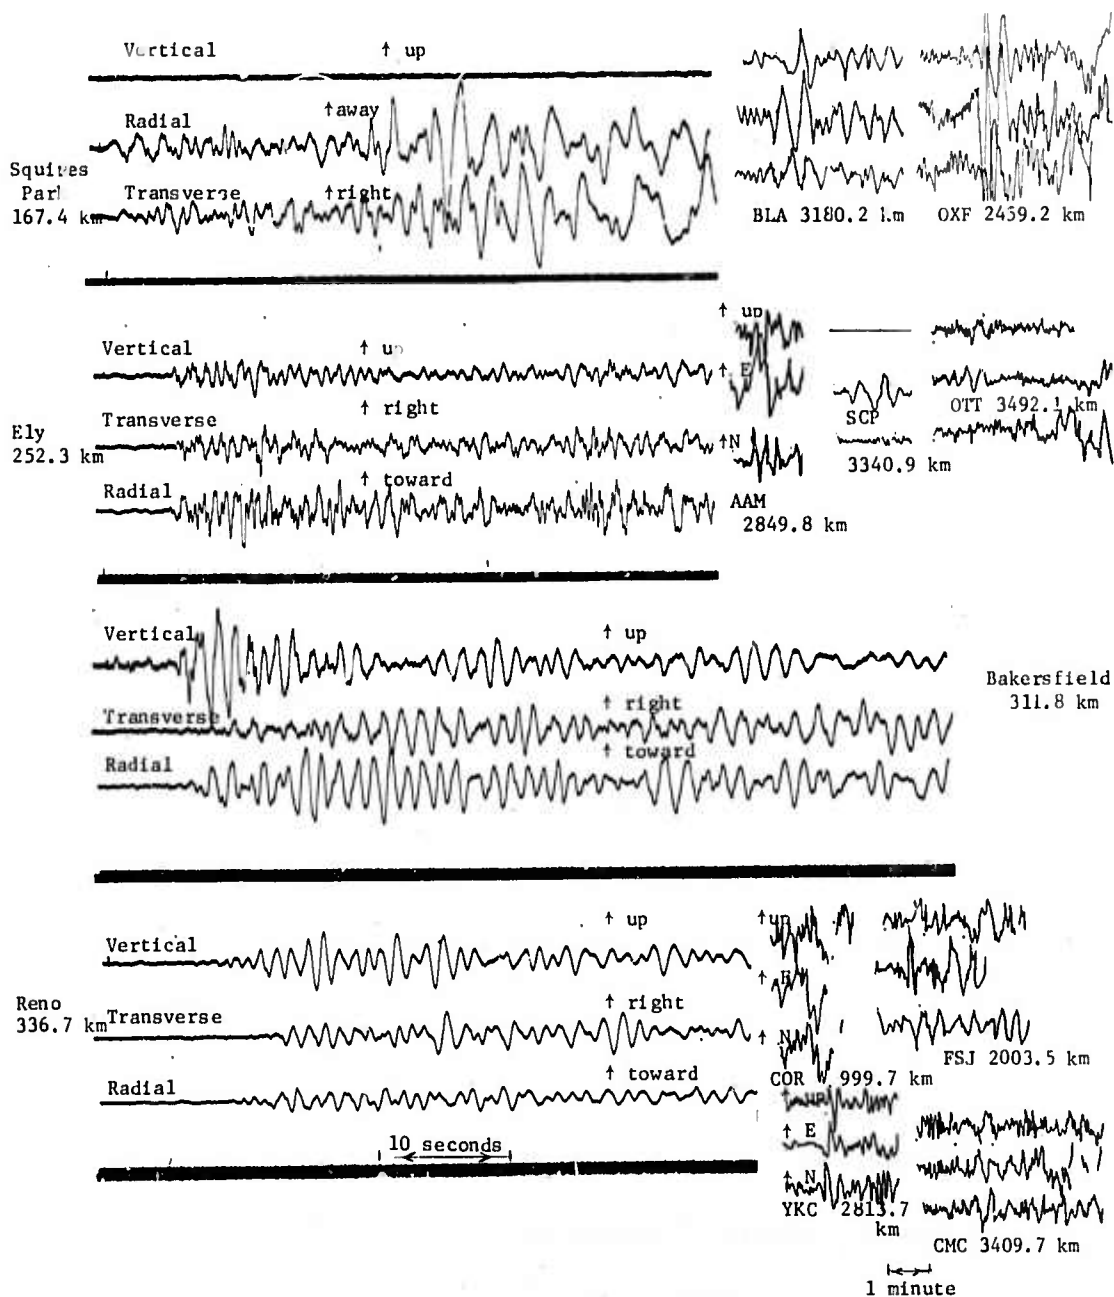 Vertical ↑ up
Radial ↑away
Squires
Park
167.4 km
Transverse ↑right
BLA 3180.2 km OXF 2459.2 km
Vertical ↑ up
↑ up
↑ E
Transverse ↑ right
Ely
252.3 km
Radial ↑ toward
↑N
SCP
3340.9 km
OTT 3492.1 km
AAM
2849.8 km
Vertical ↑ up
Bakersfield
311.8 km
Transverse ↑ right
Radial ↑ toward
Vertical ↑ up
↑up
↑ E
Reno
336.7 km
Transverse ↑ right
↑ N
FSJ 2003.5 km
Radial ↑ toward
COR 999.7 km
↑ up
↑ E
10 seconds
↑ N
YKC 2813.7
km
CMC 3409.7 km
1 minute